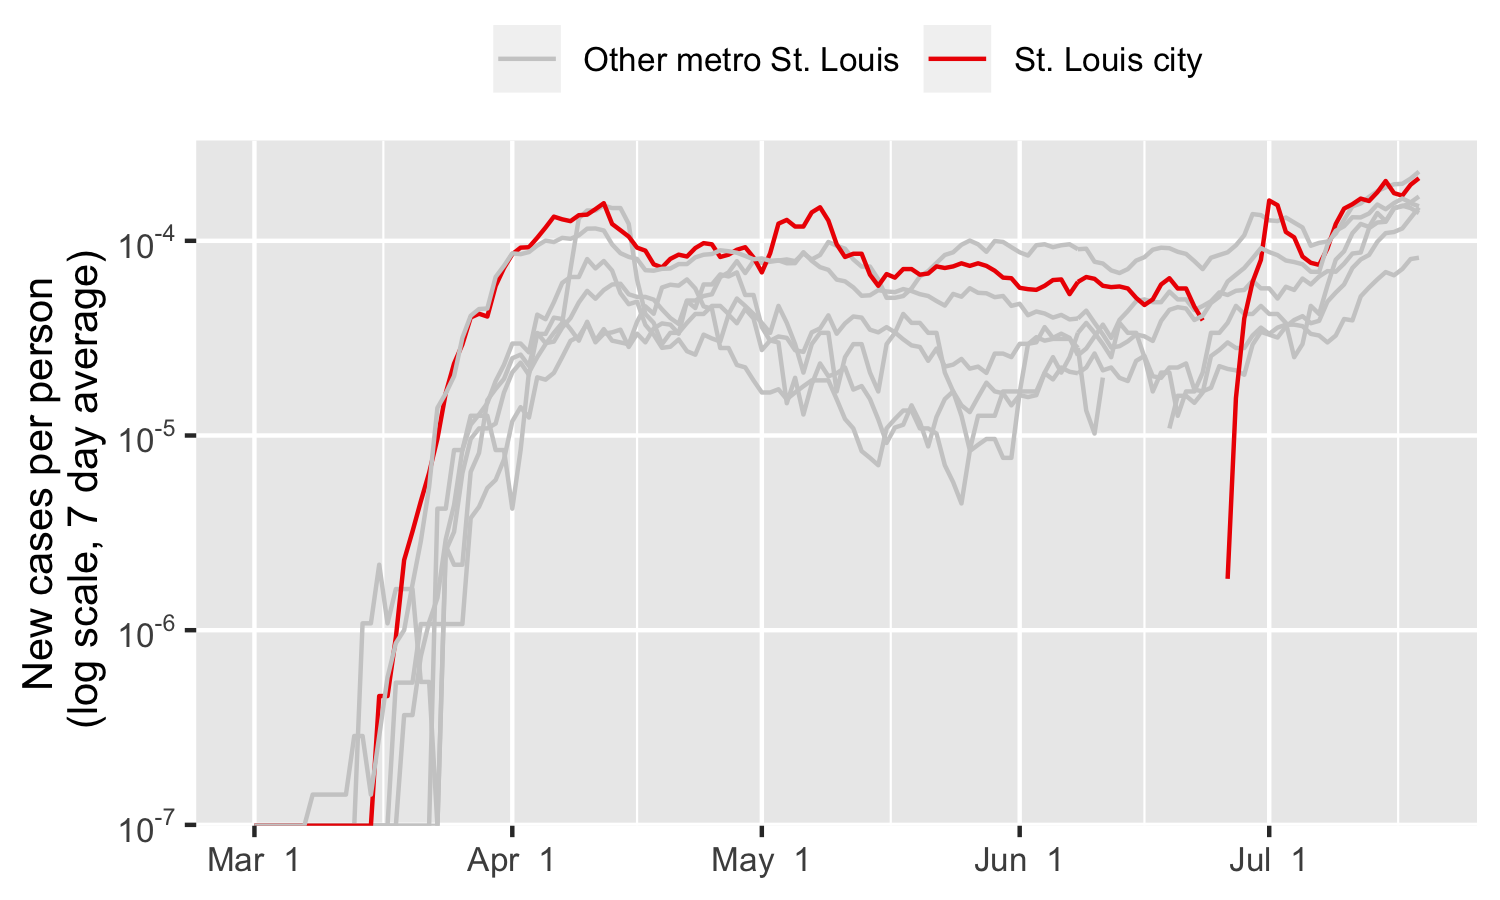 Other metro St. Louis
St. Louis city
New cases per person
(log scale, 7 day average)
10-4
10-5
10-6
10-7
Mar 1
Apr 1
May 1
Jun 1
Jul 1